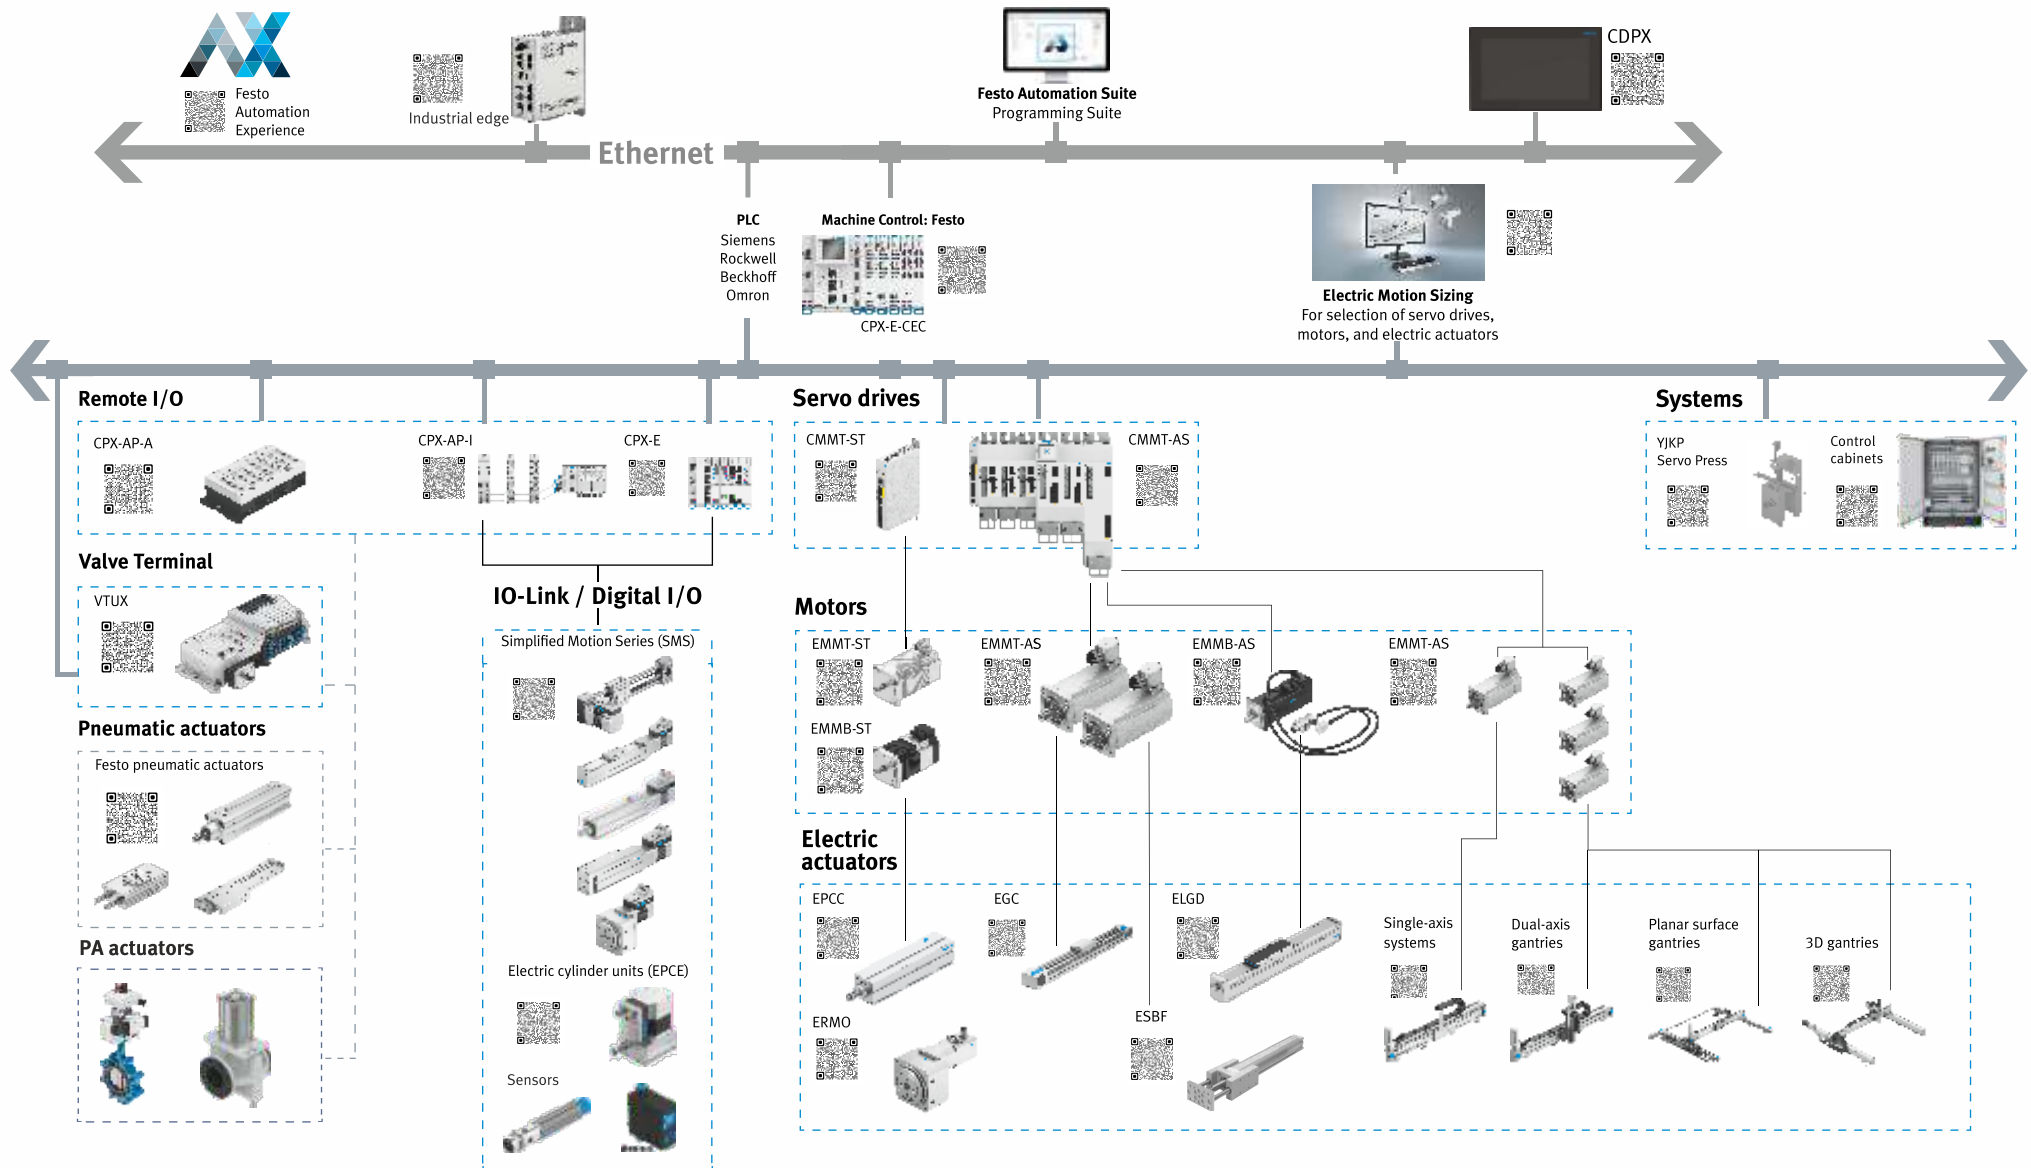 Festo
Automation
Experience
Industrial edge
Festo Automation Suite
Programming Suite
CDPX
Ethernet
PLC
Siemens
Rockwell
Beckhoff
Omron
Machine Control: Festo
CPX-E-CEC
Electric Motion Sizing
For selection of servo drives,
motors, and electric actuators
Remote I/O
CPX-AP-A
CPX-AP-I
CPX-E
Servo drives
CMMT-ST
CMMT-AS
Systems
YJKP
Servo Press
Control
cabinets
Valve Terminal
VTUX
IO-Link / Digital I/O
Simplified Motion Series (SMS)
Motors
EMMT-ST
EMMT-AS
EMMB-AS
EMMT-AS
EMMB-ST
Pneumatic actuators
Festo pneumatic actuators
PA actuators
Electric cylinder units (EPCE)
Sensors
Electric
actuators
EPCC
EGC
ELGD
Single-axis
systems
Dual-axis
gantries
Planar surface
gantries
3D gantries
ERMO
ESBF